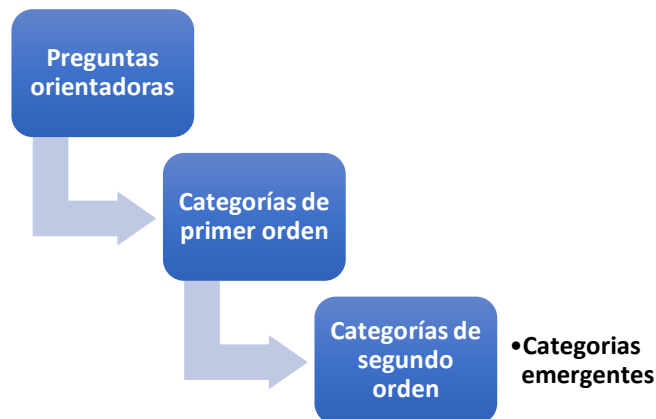 Preguntas
orientadoras
Categorías de
primer orden
Categorías de
segundo
orden
•Categorias
emergentes